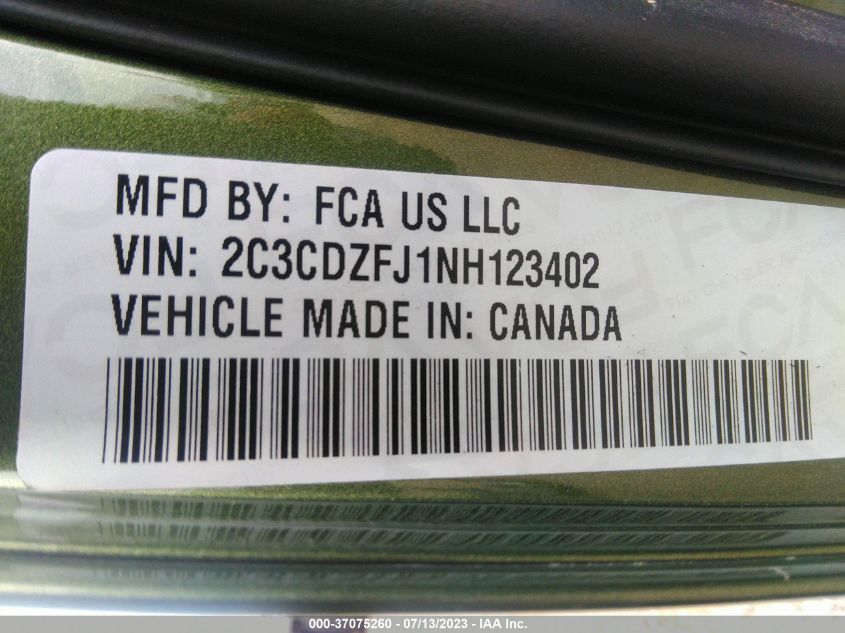 MFD BY: FCA US LLC
VIN: 2C3CDZFJ1NH123402
VEHICLE MADE IN: CANADA
000-37075260 - 07/13/2023 - IAA Inc.